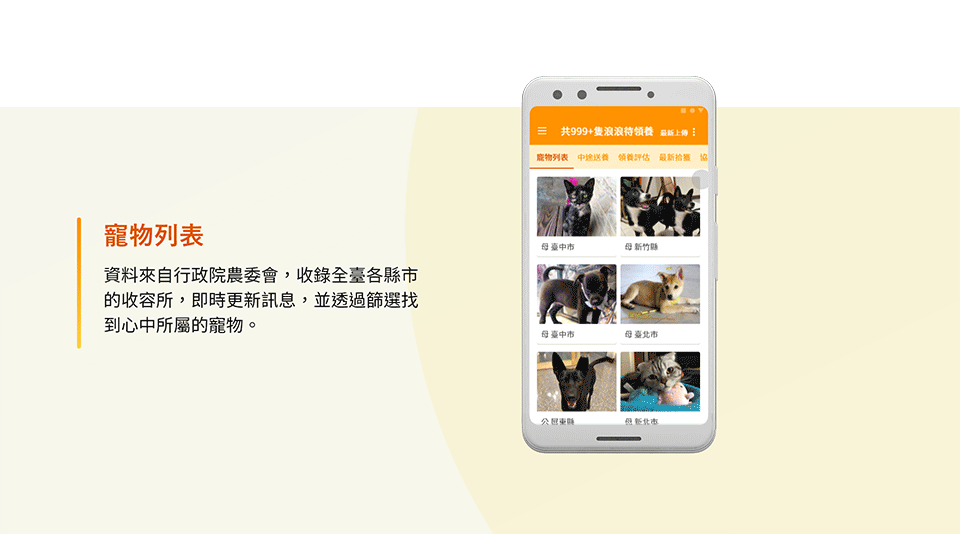 寵物列表
資料來自行政院農委會，收錄全臺各縣市
的收容所，即時更新訊息，並透過篩選找
到心中所屬的寵物。
共999+隻浪浪待領養 最新上傳
寵物列表 中途送養 領養評估 最新拾獲 協
母 臺中市 母 新竹縣
母 臺中市 母 臺北市
公 屏東縣 母 新北市